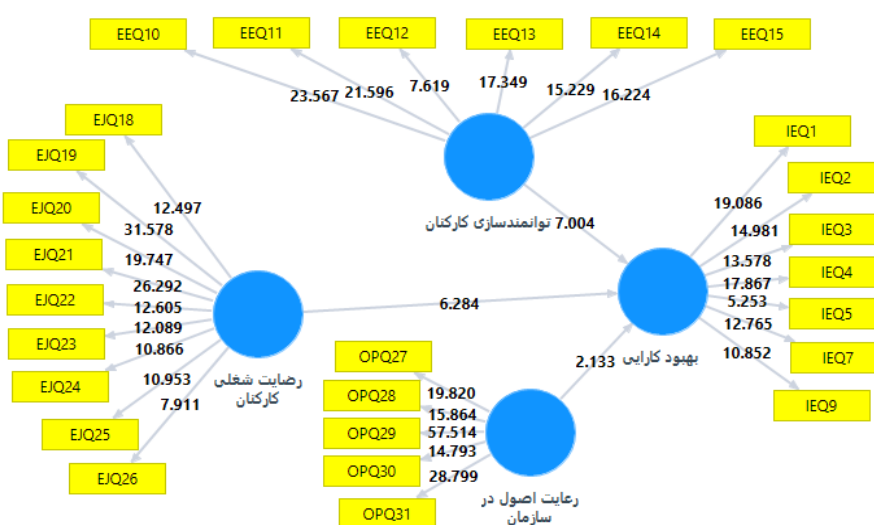 EEQ10
EEQ11
EEQ12
EEQ13
EEQ14
EEQ15
23.567
21.596
7.619
17.349
15.229
16.224
توانمندسازی کارکنان
7.004
EJQ18
EJQ19
EJQ20
EJQ21
EJQ22
EJQ23
EJQ24
EJQ25
EJQ26
12.497
31.578
19.747
26.292
12.605
12.089
10.866
10.953
7.911
رضایت شغلی
کارکنان
6.284
IEQ1
IEQ2
IEQ3
IEQ4
IEQ5
IEQ7
IEQ9
19.086
14.981
13.578
17.867
5.253
12.765
10.852
بهبود کارایی
2.133
OPQ27
OPQ28
OPQ29
OPQ30
OPQ31
19.820
15.864
57.514
14.793
28.799
رعایت اصول در
سازمان